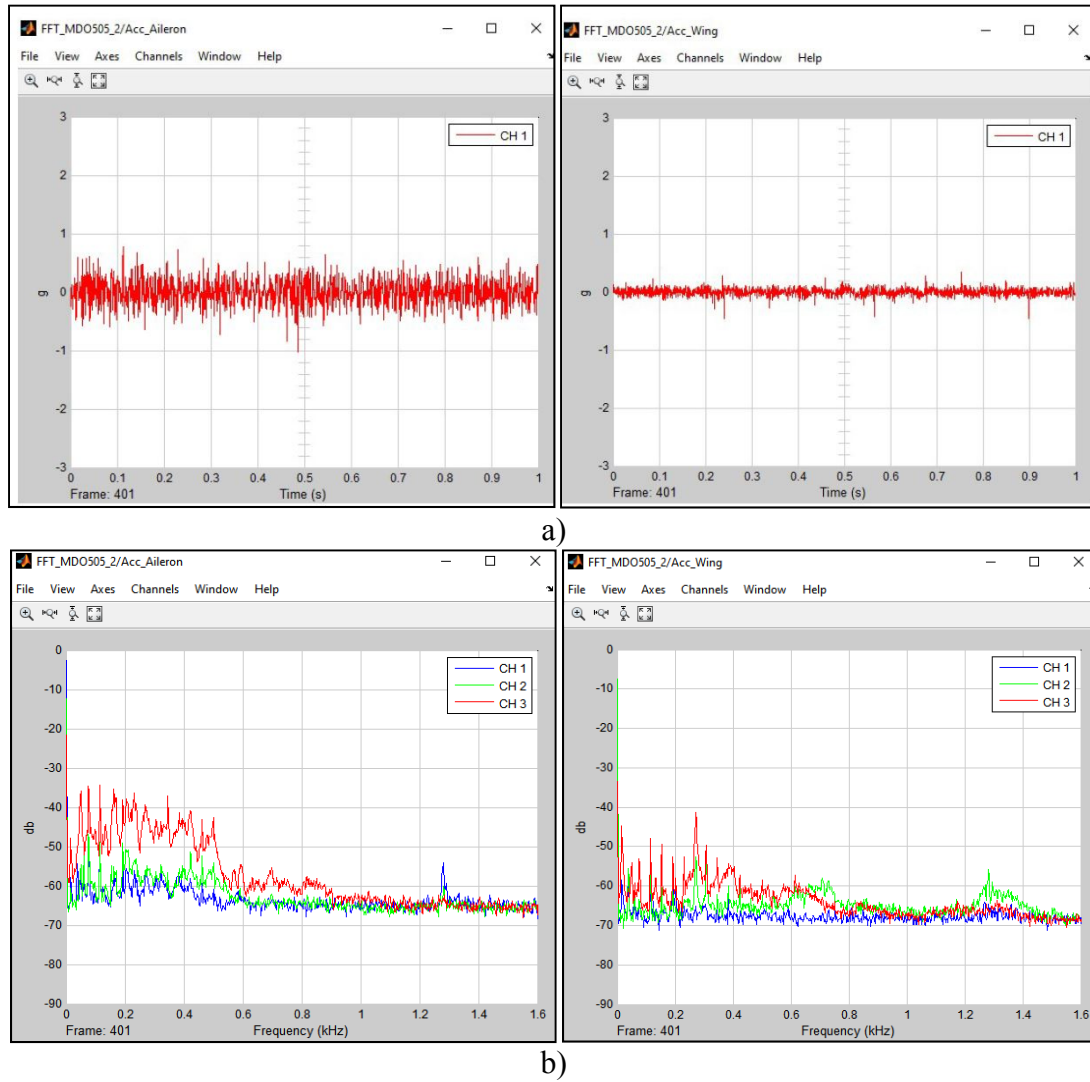 FFT_MDO505_2/Acc_Aileron
File View Axes Channels Window Help
CH 1
3
2
1
0
-1
-2
-3
g
0 0.1 0.2 0.3 0.4 0.5 0.6 0.7 0.8 0.9 1
Frame: 401 Time (s)
FFT_MDO505_2/Acc_Wing
File View Axes Channels Window Help
CH 1
3
2
1
0
-1
-2
-3
g
0 0.1 0.2 0.3 0.4 0.5 0.6 0.7 0.8 0.9 1
Frame: 401 Time (s)
a)
FFT_MDO505_2/Acc_Aileron
File View Axes Channels Window Help
CH 1
CH 2
CH 3
0
-10
-20
-30
-40
-50
-60
-70
-80
-90
db
0 0.2 0.4 0.6 0.8 1 1.2 1.4 1.6
Frame: 401 Frequency (kHz)
FFT_MDO505_2/Acc_Wing
File View Axes Channels Window Help
CH 1
CH 2
CH 3
0
-10
-20
-30
-40
-50
-60
-70
-80
-90
db
0 0.2 0.4 0.6 0.8 1 1.2 1.4 1.6
Frame: 401 Frequency (kHz)
b)